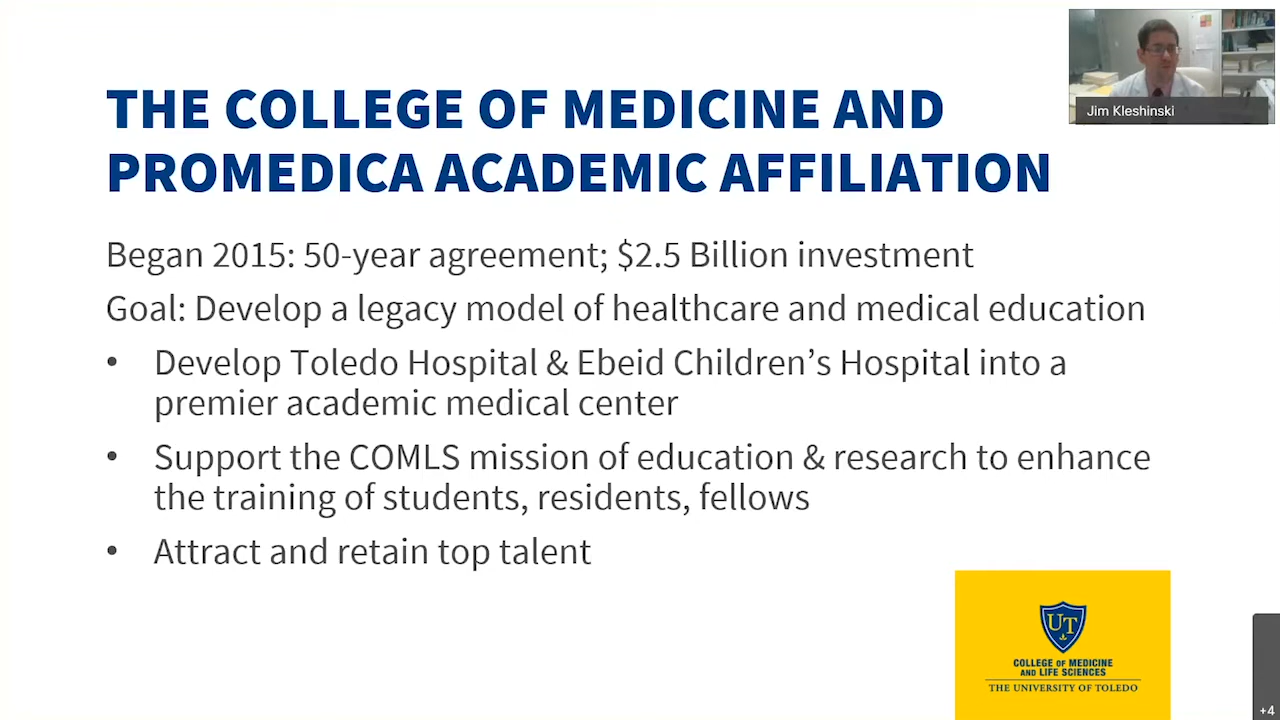 THE COLLEGE OF MEDICINE AND
PROMEDICA ACADEMIC AFFILIATION
Jim Kleshinski
Began 2015: 50-year agreement; $2.5 Billion investment
Goal: Develop a legacy model of healthcare and medical education
• Develop Toledo Hospital & Ebeid Children’s Hospital into a
premier academic medical center
• Support the COMLS mission of education & research to enhance
the training of students, residents, fellows
• Attract and retain top talent
UT
COLLEGE OF MEDICINE
AND LIFE SCIENCES
THE UNIVERSITY OF TOLEDO
+4